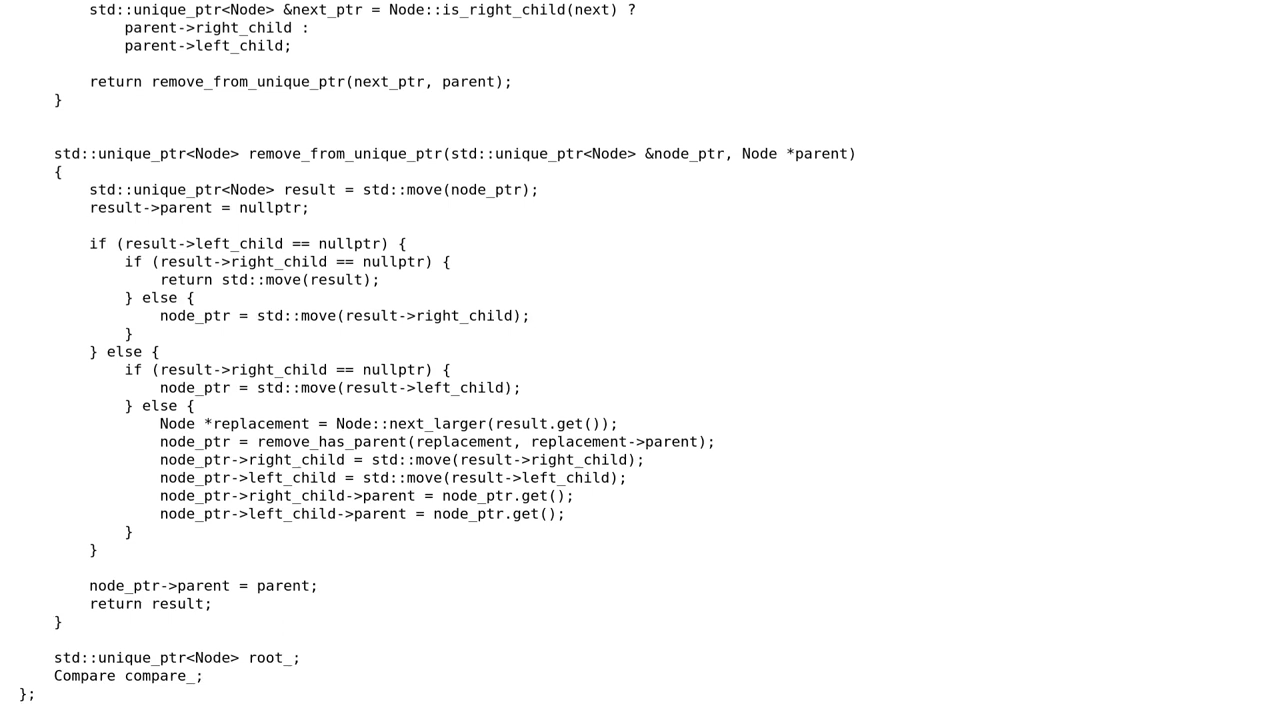 std::unique_ptr<Node> &next_ptr = Node::is_right_child(next) ?
            parent->right_child :
            parent->left_child;

        return remove_from_unique_ptr(next_ptr, parent);
    }


    std::unique_ptr<Node> remove_from_unique_ptr(std::unique_ptr<Node> &node_ptr, Node *parent)
    {
        std::unique_ptr<Node> result = std::move(node_ptr);
        result->parent = nullptr;

        if (result->left_child == nullptr) {
            if (result->right_child == nullptr) {
                return std::move(result);
            } else {
                node_ptr = std::move(result->right_child);
            }
        } else {
            if (result->right_child == nullptr) {
                node_ptr = std::move(result->left_child);
            } else {
                Node *replacement = Node::next_larger(result.get());
                node_ptr = remove_has_parent(replacement, replacement->parent);
                node_ptr->right_child = std::move(result->right_child);
                node_ptr->left_child = std::move(result->left_child);
                node_ptr->right_child->parent = node_ptr.get();
                node_ptr->left_child->parent = node_ptr.get();
            }
        }

        node_ptr->parent = parent;
        return result;
    }

    std::unique_ptr<Node> root_;
    Compare compare_;
};